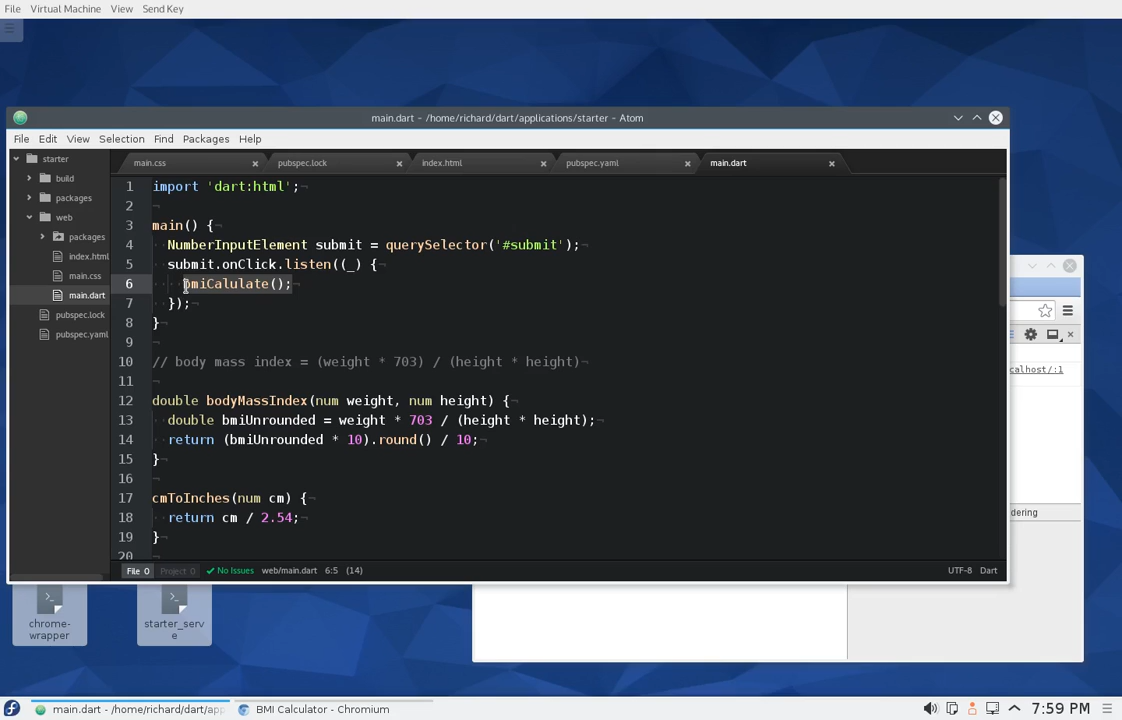 File Virtual Machine View Send Key
main.dart - /home/richard/dart/applications/starter - Atom
File Edit View Selection Find Packages Help
starter
build
packages
web
packages
index.html
main.css
main.dart
pubspec.lock
pubspec.yaml
main.css pubspec.lock index.html pubspec.yaml main.dart
1 import 'dart:html';¬
2 ¬
3 main() {¬
4 NumberInputElement submit = querySelector('#submit');¬
5 submit.onClick.listen((_) {¬
6 bmiCalulate();¬
7 });¬
8 }¬
9 ¬
10 // body mass index = (weight * 703) / (height * height)¬
11 ¬
12 double bodyMassIndex(num weight, num height) {¬
13 double bmiUnrounded = weight * 703 / (height * height);¬
14 return (bmiUnrounded * 10).round() / 10;¬
15 }¬
16 ¬
17 cmToInches(num cm) {¬
18 return cm / 2.54;¬
19 }¬
20 ¬
File 0 Project 0 No Issues web/main.dart 6:5 (14) UTF-8 Dart
calhost/:1
dering
chrome-
wrapper
starter_serv
e
main.dart - /home/richard/dart/app BMI Calculator - Chromium 7:59 PM